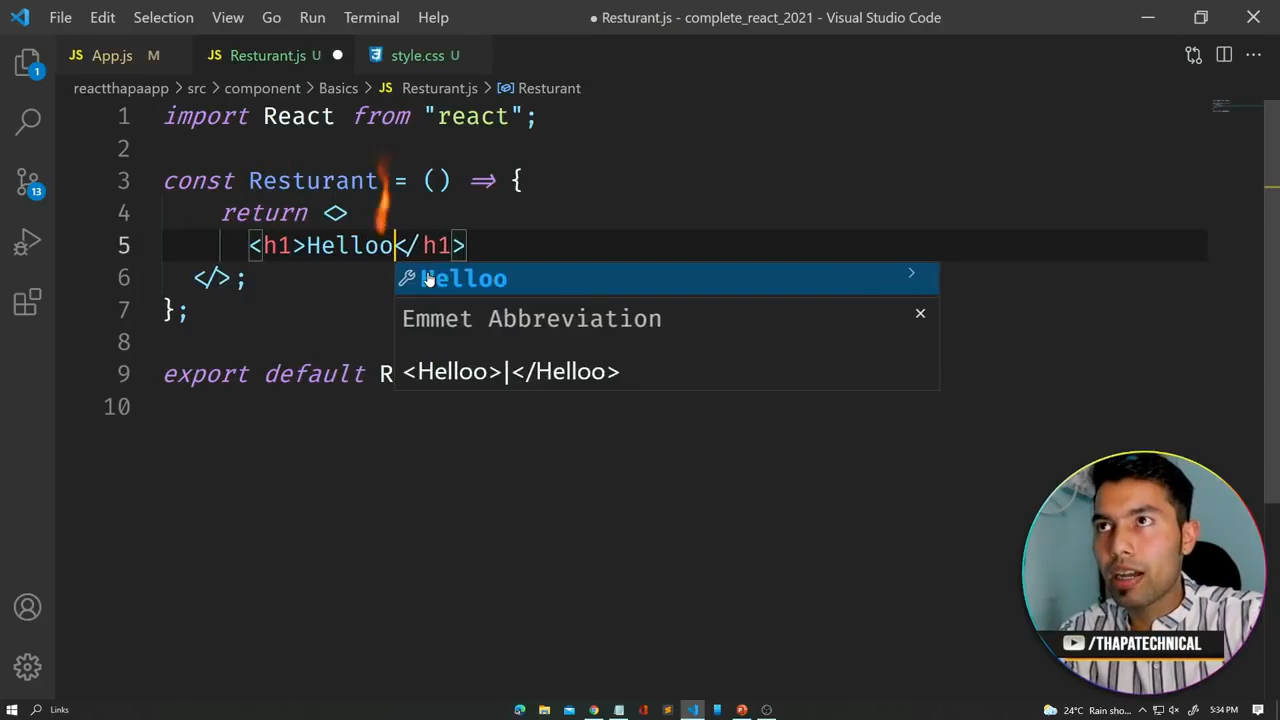 File Edit Selection View Go Run Terminal Help
● Resturant.js - complete_react_2021 - Visual Studio Code
JS App.js M
JS Resturant.js U ●
style.css U
reactthapaapp > src > component > Basics > JS Resturant.js > Resturant
1 import React from "react";
2
3 const Resturant = () => {
4 return <>
5 <h1>Helloo</h1>
6 </>;
7 };
8
9 export default R
10
Helloo
Emmet Abbreviation
<Helloo>|</Helloo>
1
13
/THAPATECHNICAL
Links
24°C Rain sho...
5:34 PM